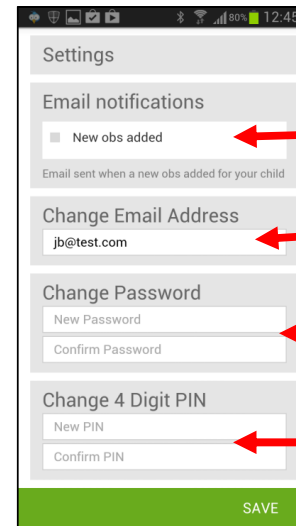 80% 12:45
Settings
Email notifications
New obs added
Email sent when a new obs added for your child
Change Email Address
jb@test.com
Change Password
New Password
Confirm Password
Change 4 Digit PIN
New PIN
Confirm PIN
SAVE